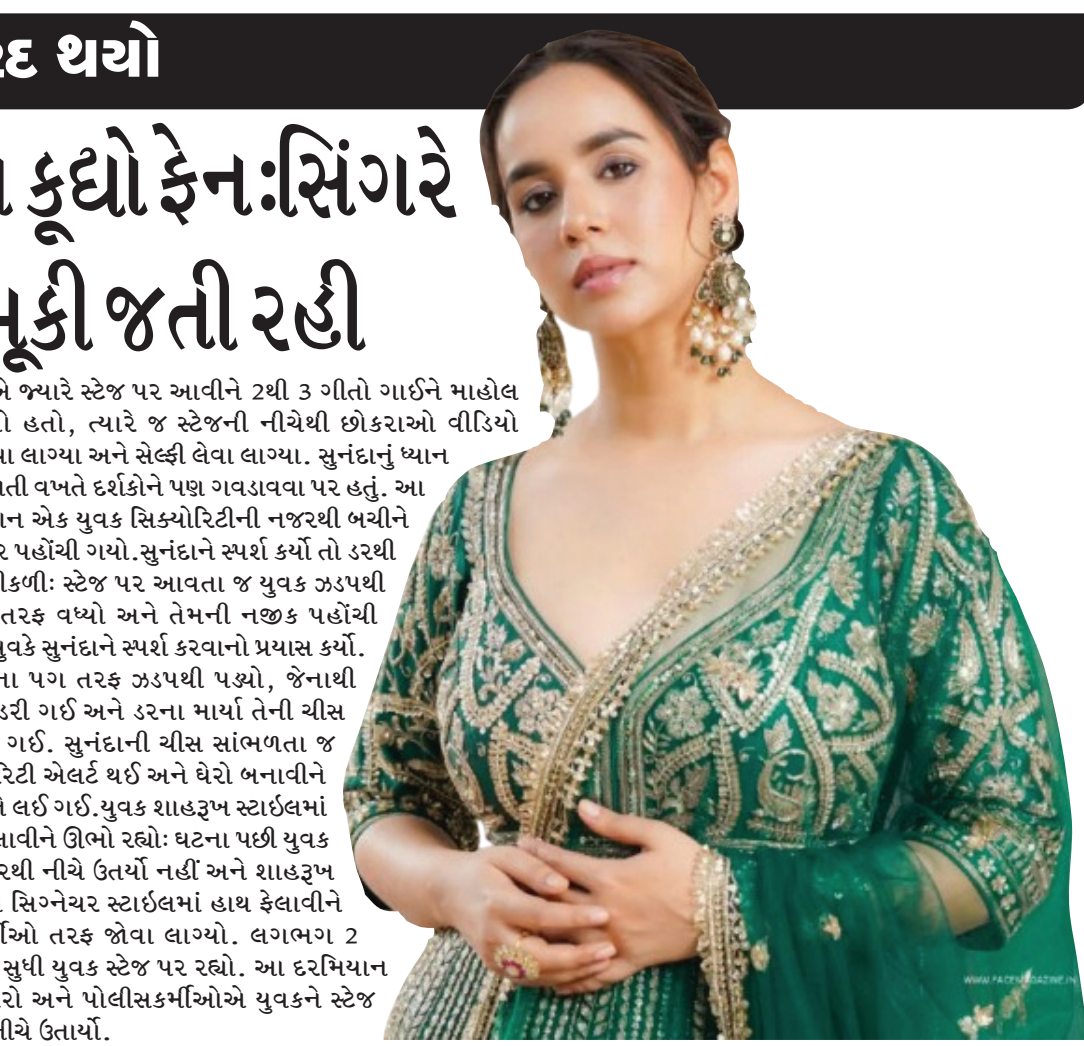 થયો
કૂદ્યો ફેન:સિંગરે
જતી રહી
જ્યારે સ્ટેજ પર આવીને 2થી 3 ગીતો ગાઈને માહોલ
હતો, ત્યારે જ સ્ટેજની નીચેથી છોકરાઓ વીડિયો
લાગ્યા અને સેલ્ફી લેવા લાગ્યા. સુનંદાનું ધ્યાન
વખતે દર્શકોને પણ ગવડાવવા પર હતું. આ
એક યુવક સિક્યોરિટીની નજરથી બચીને
પહોંચી ગયો.સુનંદાને સ્પર્શ કર્યો તો ડરથી
સ્ટેજ પર આવતા જ યુવક ઝડપથી
તરફ વધ્યો અને તેમની નજીક પહોંચી
યુવકે સુનંદાને સ્પર્શ કરવાનો પ્રયાસ કર્યો.
પગ તરફ ઝડપથી પડ્યો, જેનાથી
ડરી ગઈ અને ડરના માર્યા તેની ચીસ
ગઈ. સુનંદાની ચીસ સાંભળતા જ
એલર્ટ થઈ અને ઘેરો બનાવીને
લઈ ગઈ.યુવક શાહરૂખ સ્ટાઇલમાં
ઊભો રહ્યોઃ ઘટના પછી યુવક
નીચે ઉતર્યો નહીં અને શાહરૂખ
સિગ્નેચર સ્ટાઇલમાં હાથ ફેલાવીને
તરફ જોવા લાગ્યો. લગભગ 2
સુધી યુવક સ્ટેજ પર રહ્યો. આ દરમિયાન
અને પોલીસકર્મીઓએ યુવકને સ્ટેજ
ઉતાર્યો.